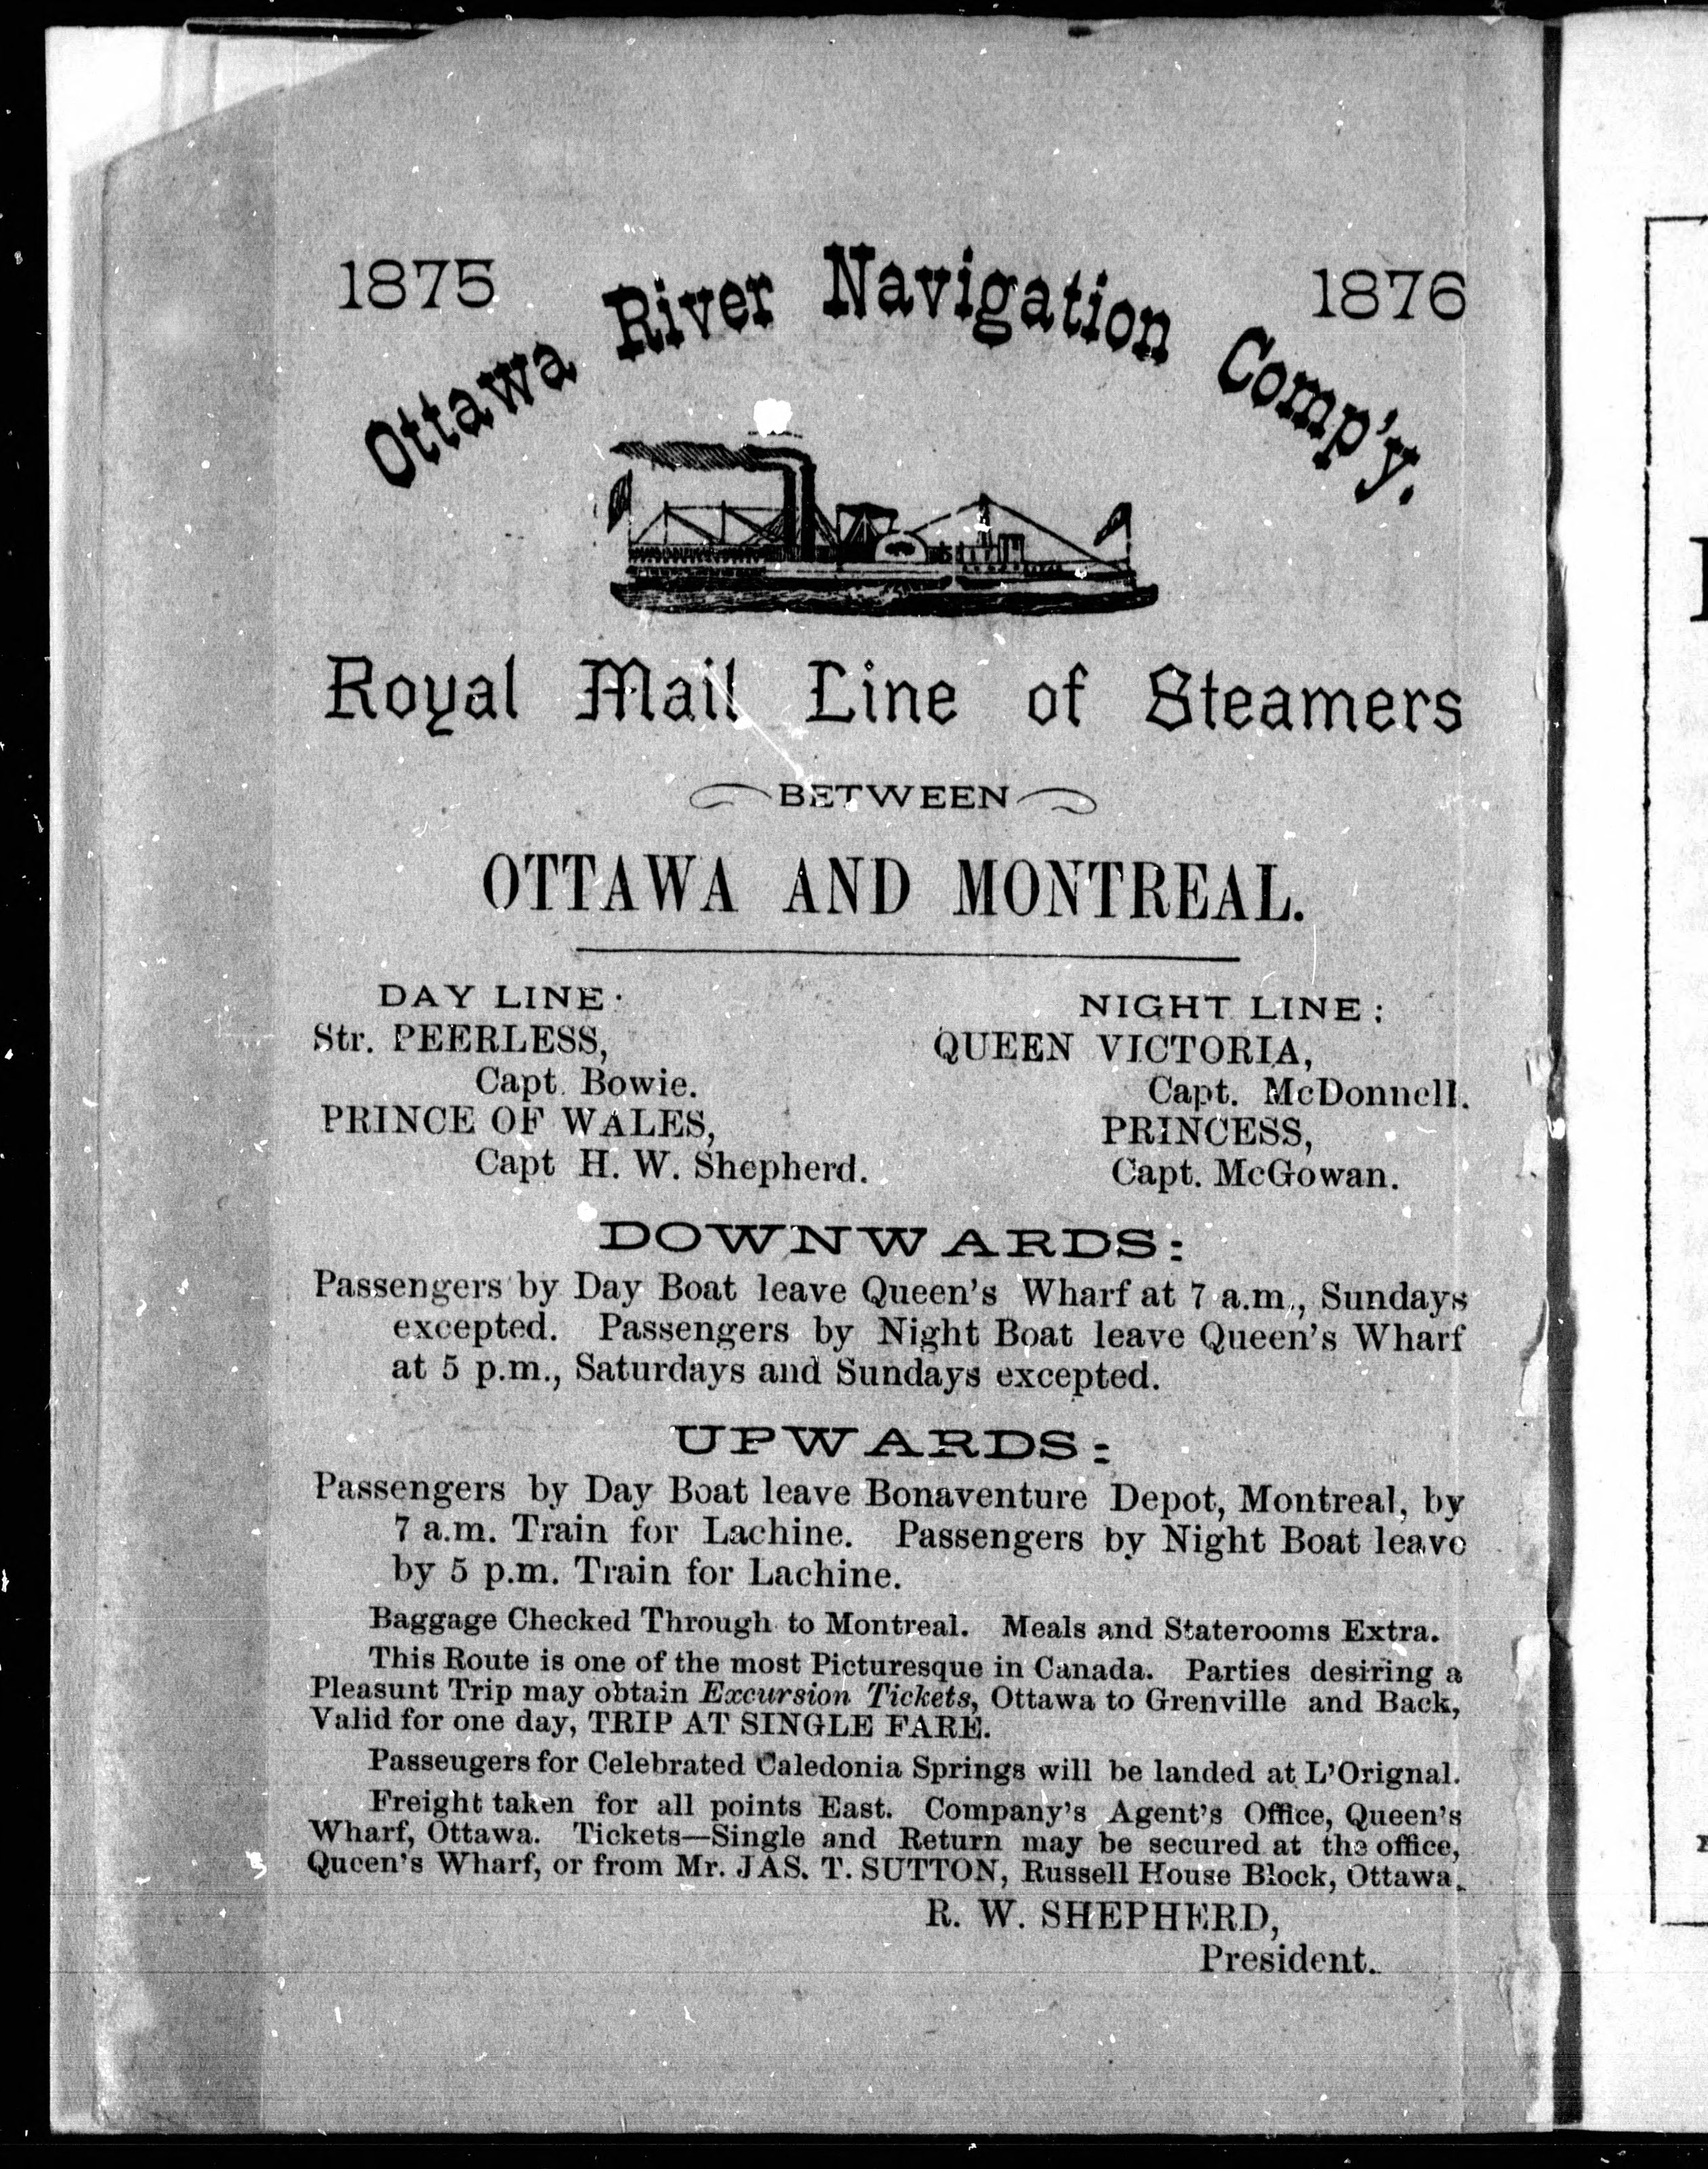 1875 1876
Ottawa River Navigation Comp'y.
Royal Mail Line of Steamers
BETWEEN
OTTAWA AND MONTREAL.
DAY LINE:
Str. PEERLESS,
Capt. Bowie.
PRINCE OF WALES,
Capt H. W. Shepherd.
NIGHT LINE:
QUEEN VICTORIA,
Capt. McDonnell.
PRINCESS,
Capt. McGowan.
DOWNWARDS:
Passengers by Day Boat leave Queen's Wharf at 7 a.m., Sundays
excepted. Passengers by Night Boat leave Queen's Wharf
at 5 p.m., Saturdays and Sundays excepted.
UPWARDS:
Passengers by Day Boat leave Bonaventure Depot, Montreal, by
7 a.m. Train for Lachine. Passengers by Night Boat leave
by 5 p.m. Train for Lachine.
Baggage Checked Through to Montreal. Meals and Staterooms Extra.
This Route is one of the most Picturesque in Canada. Parties desiring a
Pleasunt Trip may obtain Excursion Tickets, Ottawa to Grenville and Back,
Valid for one day, TRIP AT SINGLE FARE.
Passeugers for Celebrated Caledonia Springs will be landed at L'Orignal.
Freight taken for all points East. Company's Agent's Office, Queen's
Wharf, Ottawa. Tickets—Single and Return may be secured at the office,
Queen's Wharf, or from Mr. JAS. T. SUTTON, Russell House Block, Ottawa.
R. W. SHEPHERD,
President.